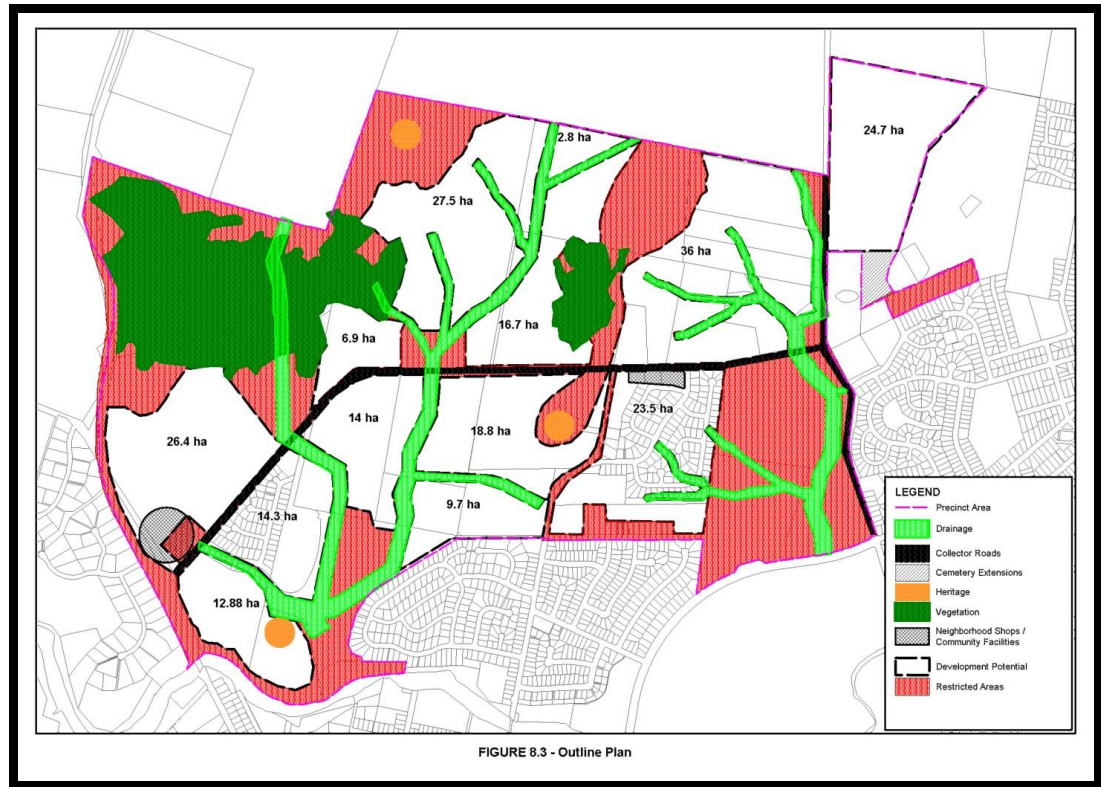 2.8 ha
24.7 ha
27.5 ha
36 ha
16.7 ha
6.9 ha
14 ha
18.8 ha
23.5 ha
26.4 ha
14.3 ha
9.7 ha
12.88 ha
LEGEND
Precinct Area
Drainage
Collector Roads
Cemetery Extensions
Heritage
Vegetation
Neighborhood Shops /
Community Facilities
Development Potential
Restricted Areas
FIGURE 8.3 - Outline Plan